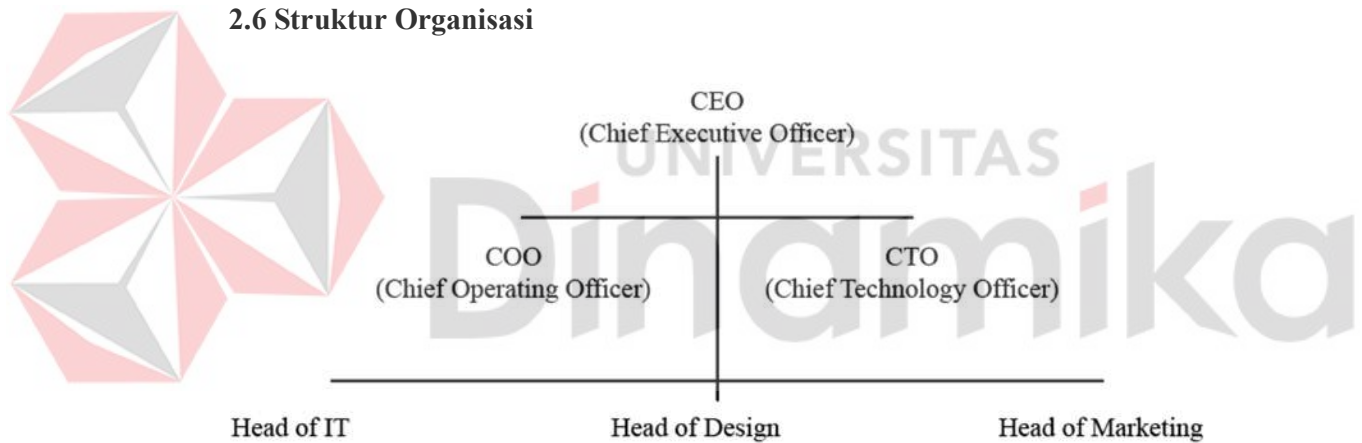 2.6 Struktur Organisasi
CEO
(Chief Executive Officer)
UNIVERSITAS
Dinamika
COO
(Chief Operating Officer)
CTO
(Chief Technology Officer)
Head of IT
Head of Design
Head of Marketing